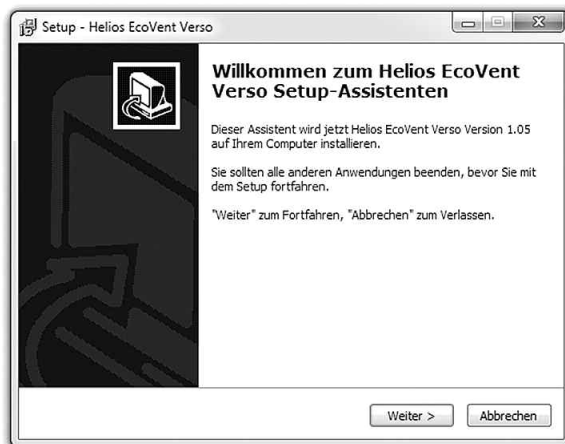 Setup - Helios EcoVent Verso
Willkommen zum Helios EcoVent
Verso Setup-Assistenten
Dieser Assistent wird jetzt Helios EcoVent Verso Version 1.05
auf Ihrem Computer installieren.
Sie sollten alle anderen Anwendungen beenden, bevor Sie mit
dem Setup fortfahren.
"Weiter" zum Fortfahren, "Abbrechen" zum Verlassen.
Weiter >
Abbrechen